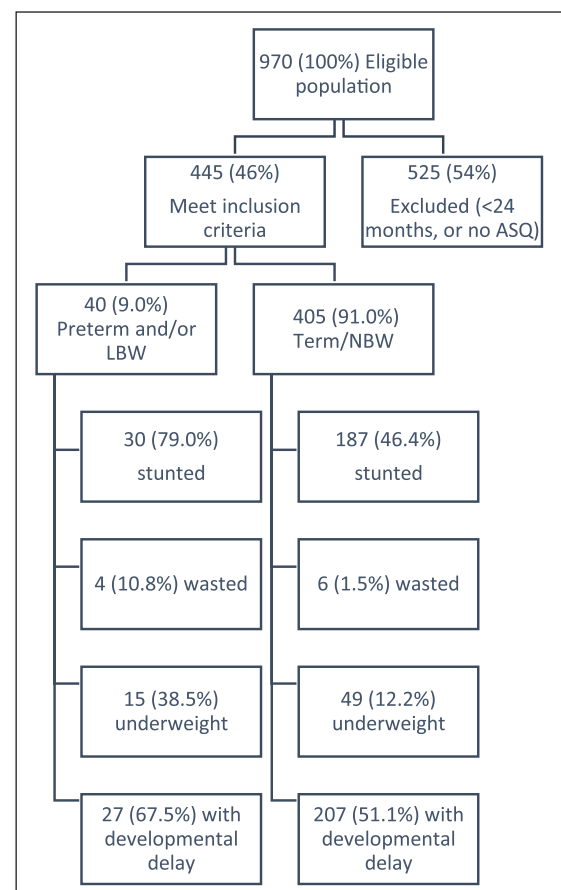 970 (100%) Eligible
population
445 (46%)
Meet inclusion
criteria
525 (54%)
Excluded (<24
months, or no ASQ)
40 (9.0%)
Preterm and/or
LBW
405 (91.0%)
Term/NBW
30 (79.0%)
stunted
187 (46.4%)
stunted
4 (10.8%) wasted
6 (1.5%) wasted
15 (38.5%)
underweight
49 (12.2%)
underweight
27 (67.5%) with
developmental
delay
207 (51.1%) with
developmental
delay